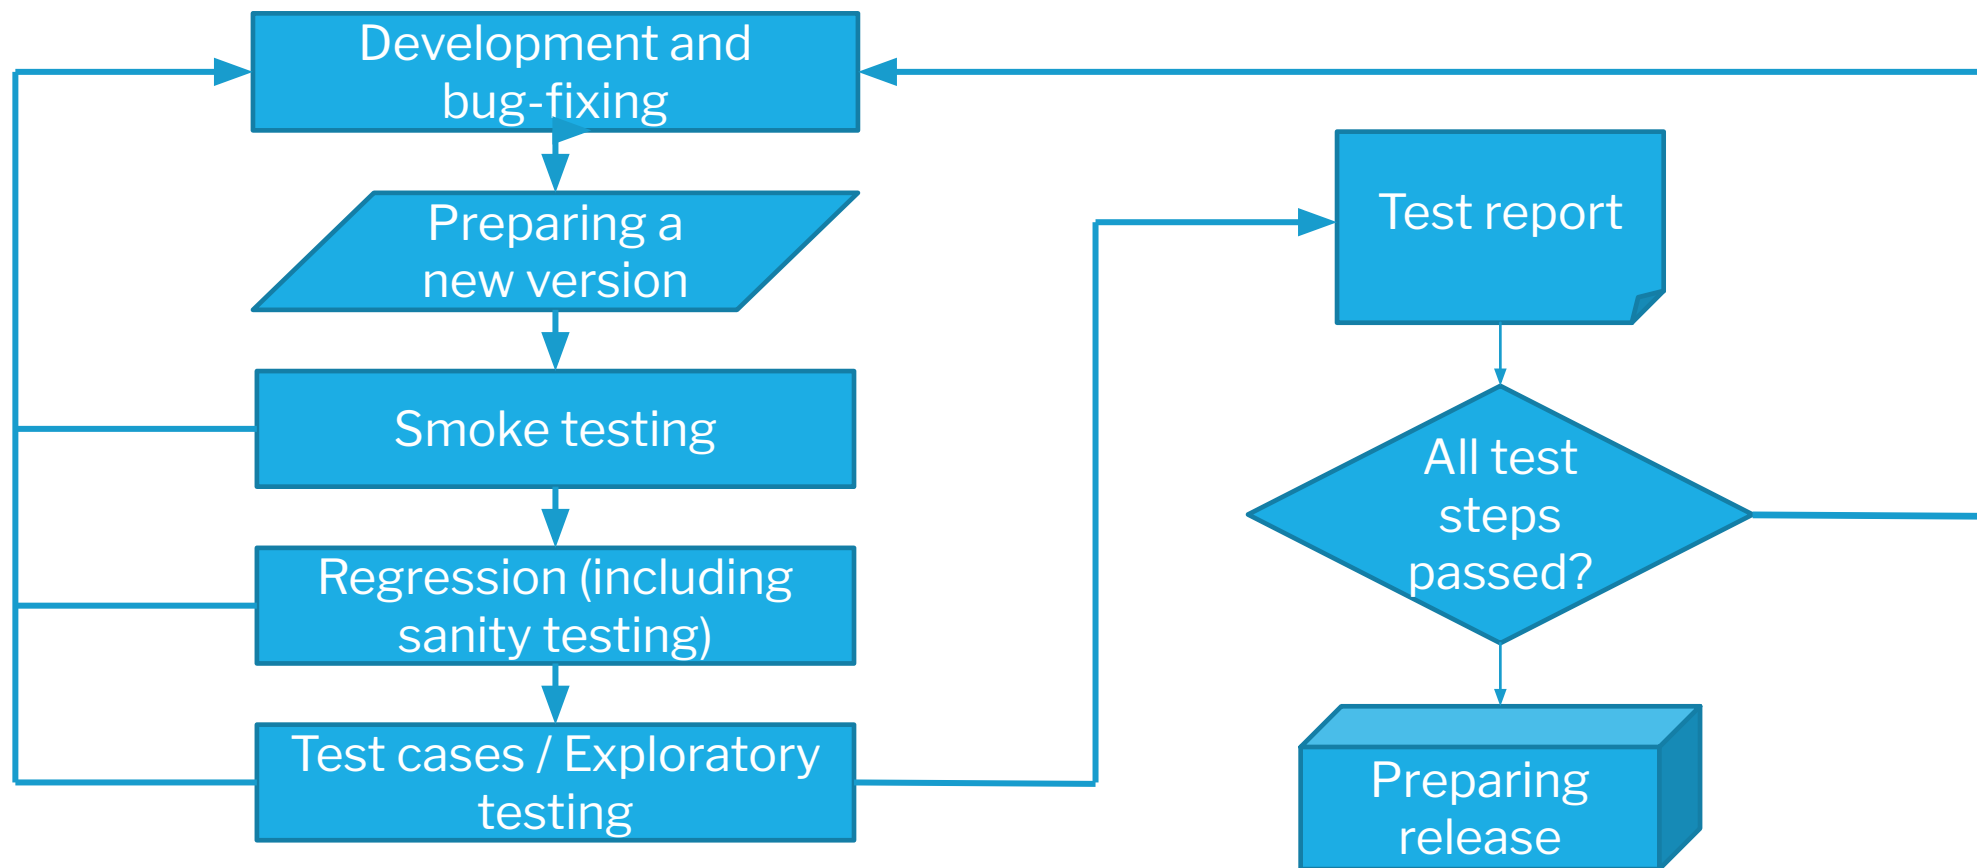 Development and
bug-fixing
Preparing a
new version
Smoke testing
Regression (including
sanity testing)
Test cases / Exploratory
testing
Test report
All test
steps
passed?
Preparing
release